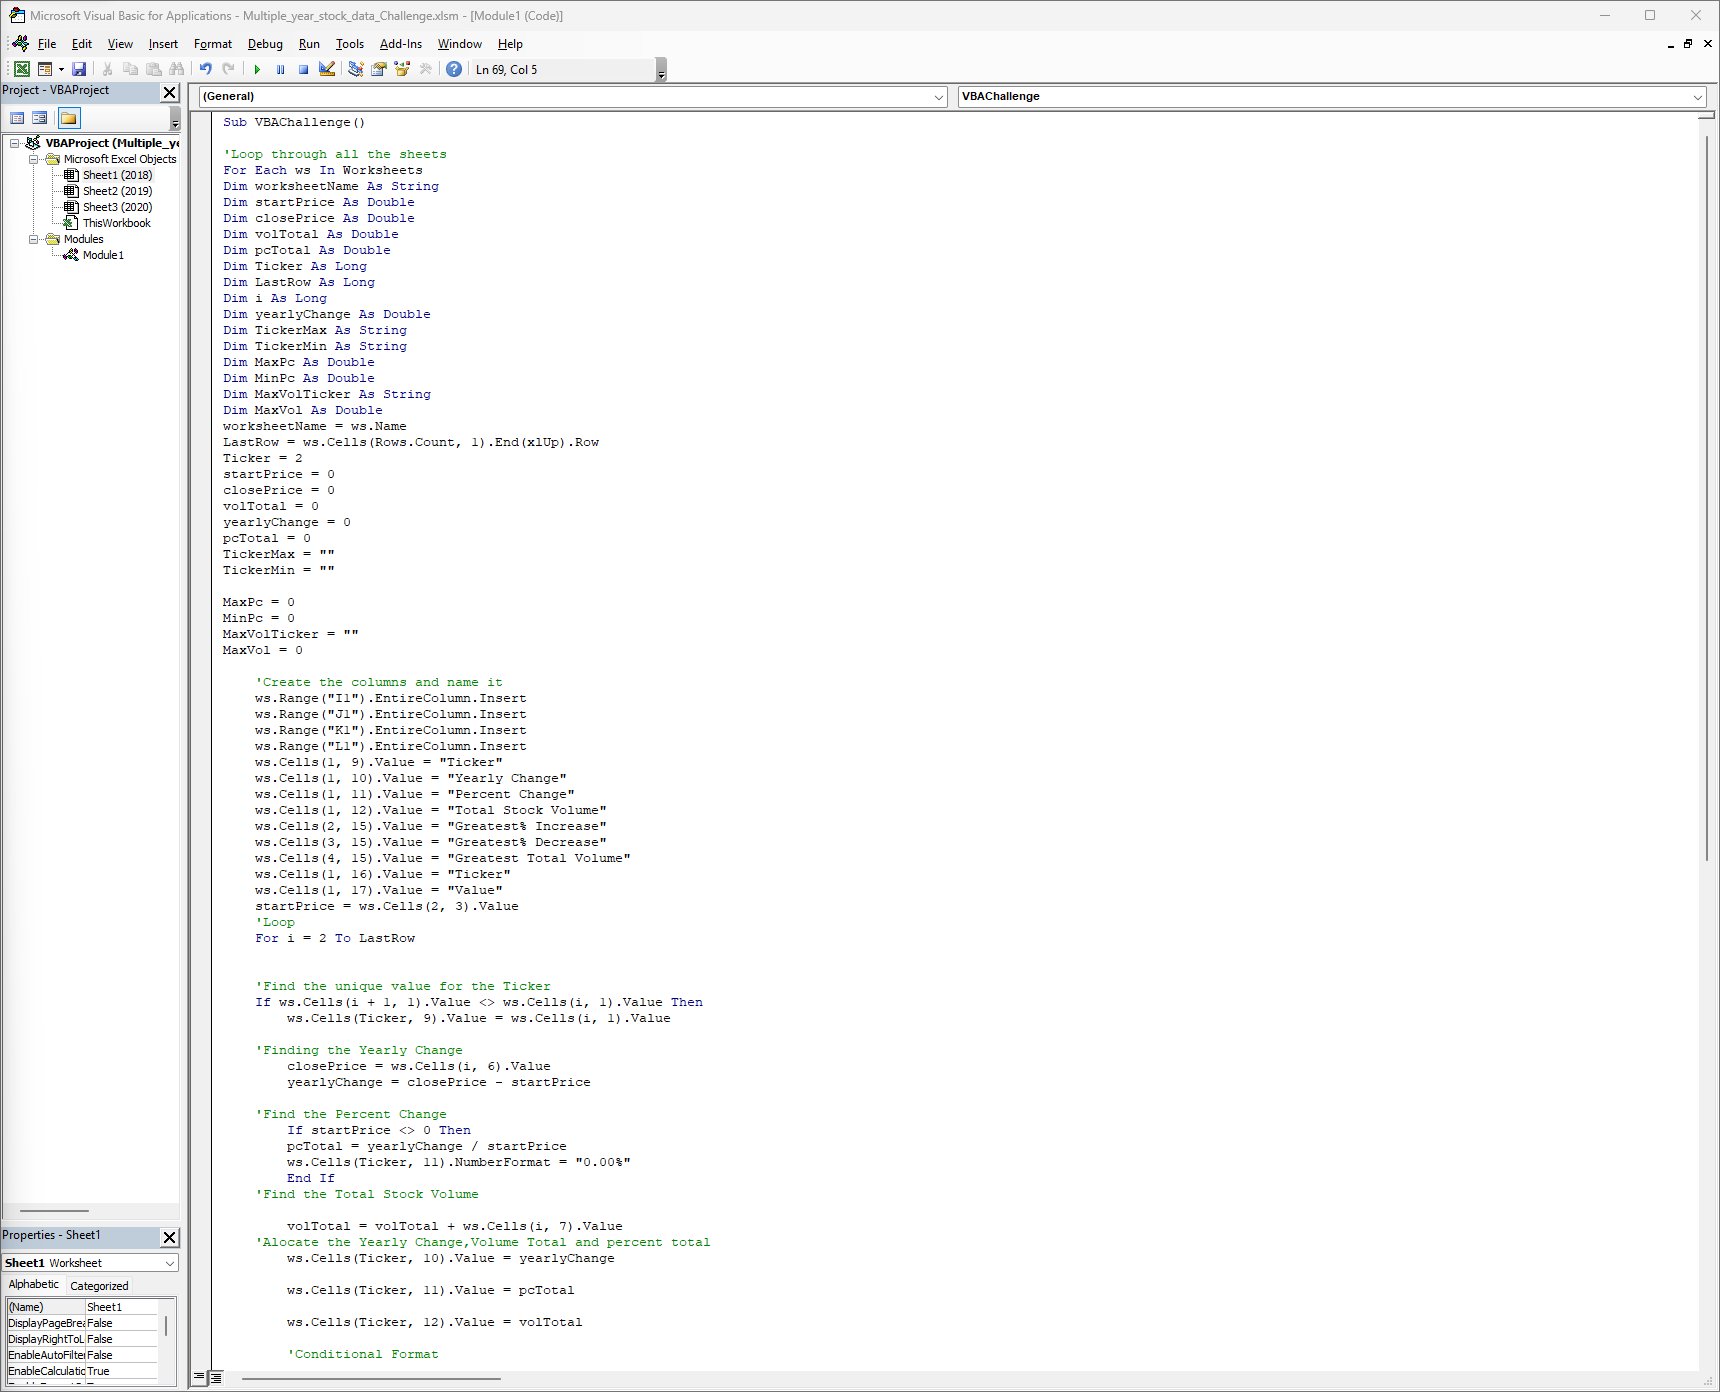 Microsoft Visual Basic for Applications - Multiple_year_stock_data_Challenge.xlsm - [Module1 (Code)]
File Edit View Insert Format Debug Run Tools Add-Ins Window Help
Ln 69, Col 5
Project - VBAProject
VBAProject (Multiple_ye
Microsoft Excel Objects
Sheet1 (2018)
Sheet2 (2019)
Sheet3 (2020)
ThisWorkbook
Modules
Module1
Properties - Sheet1
Sheet1 Worksheet
Alphabetic Categorized
(Name) Sheet1
DisplayPageBrea False
DisplayRightToL False
EnableAutoFilte False
EnableCalculatio True
(General) VBAChallenge
Sub VBAChallenge()
'Loop through all the sheets
For Each ws In Worksheets
Dim worksheetName As String
Dim startPrice As Double
Dim closePrice As Double
Dim volTotal As Double
Dim pcTotal As Double
Dim Ticker As Long
Dim LastRow As Long
Dim i As Long
Dim yearlyChange As Double
Dim TickerMax As String
Dim TickerMin As String
Dim MaxPc As Double
Dim MinPc As Double
Dim MaxVolTicker As String
Dim MaxVol As Double
worksheetName = ws.Name
LastRow = ws.Cells(Rows.Count, 1).End(xlUp).Row
Ticker = 2
startPrice = 0
closePrice = 0
volTotal = 0
yearlyChange = 0
pcTotal = 0
TickerMax = ""
TickerMin = ""
MaxPc = 0
MinPc = 0
MaxVolTicker = ""
MaxVol = 0
'Create the columns and name it
ws.Range("I1").EntireColumn.Insert
ws.Range("J1").EntireColumn.Insert
ws.Range("K1").EntireColumn.Insert
ws.Range("L1").EntireColumn.Insert
ws.Cells(1, 9).Value = "Ticker"
ws.Cells(1, 10).Value = "Yearly Change"
ws.Cells(1, 11).Value = "Percent Change"
ws.Cells(1, 12).Value = "Total Stock Volume"
ws.Cells(2, 15).Value = "Greatest% Increase"
ws.Cells(3, 15).Value = "Greatest% Decrease"
ws.Cells(4, 15).Value = "Greatest Total Volume"
ws.Cells(1, 16).Value = "Ticker"
ws.Cells(1, 17).Value = "Value"
startPrice = ws.Cells(2, 3).Value
'Loop
For i = 2 To LastRow
'Find the unique value for the Ticker
If ws.Cells(i + 1, 1).Value <> ws.Cells(i, 1).Value Then
ws.Cells(Ticker, 9).Value = ws.Cells(i, 1).Value
'Finding the Yearly Change
closePrice = ws.Cells(i, 6).Value
yearlyChange = closePrice - startPrice
'Find the Percent Change
If startPrice <> 0 Then
pcTotal = yearlyChange / startPrice
ws.Cells(Ticker, 11).NumberFormat = "0.00%"
End If
'Find the Total Stock Volume
volTotal = volTotal + ws.Cells(i, 7).Value
'Alocate the Yearly Change,Volume Total and percent total
ws.Cells(Ticker, 10).Value = yearlyChange
ws.Cells(Ticker, 11).Value = pcTotal
ws.Cells(Ticker, 12).Value = volTotal
'Conditional Format